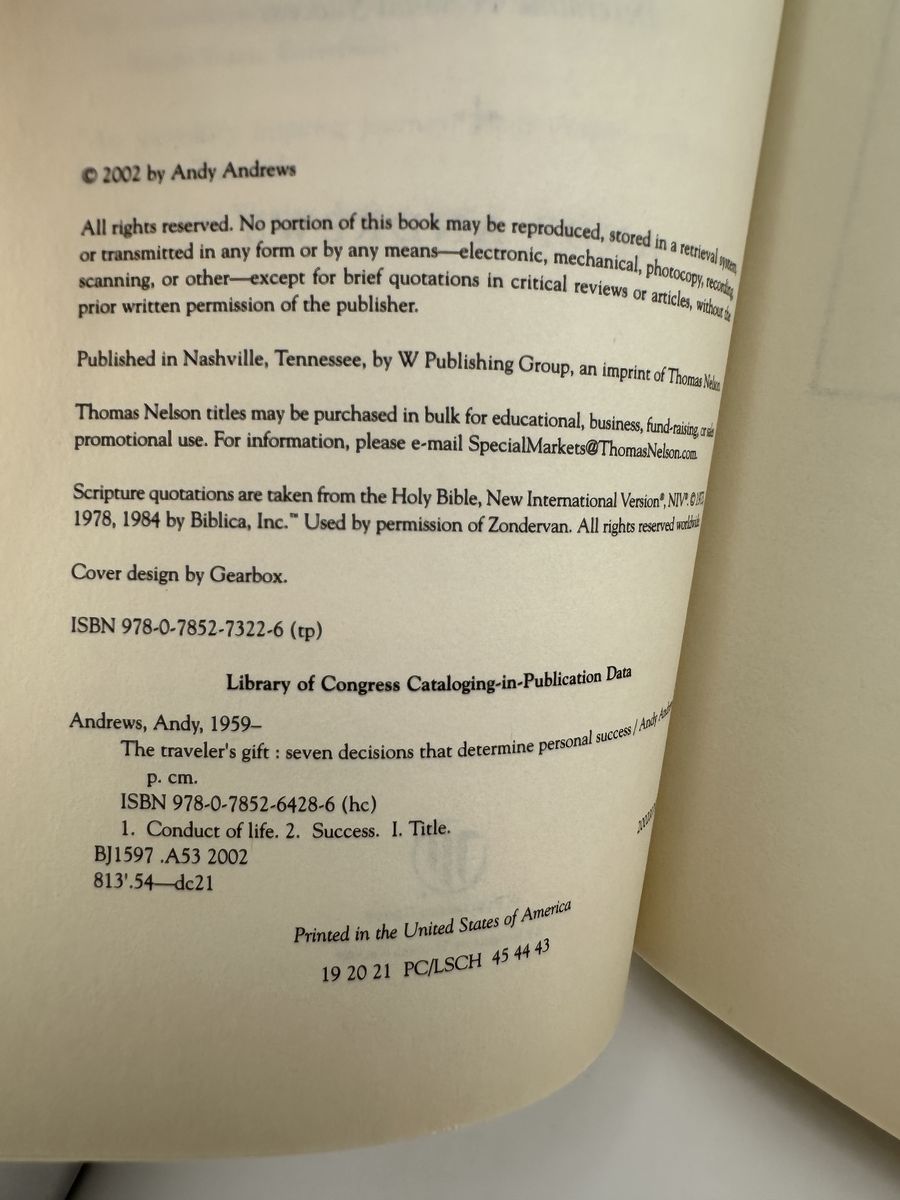 © 2002 by Andy Andrews
All rights reserved. No portion of this book may be reproduced, stored in a retrieval system,
or transmitted in any form or by any means—electronic, mechanical, photocopy, recording,
scanning, or other—except for brief quotations in critical reviews or articles, without the
prior written permission of the publisher.
Published in Nashville, Tennessee, by W Publishing Group, an imprint of Thomas Nelson
Thomas Nelson titles may be purchased in bulk for educational, business, fund-raising, or sales
promotional use. For information, please e-mail SpecialMarkets@ThomasNelson.com.
Scripture quotations are taken from the Holy Bible, New International Version®, NIV®. ©
1978, 1984 by Biblica, Inc.™ Used by permission of Zondervan. All rights reserved worldwide.
Cover design by Gearbox.
ISBN 978-0-7852-7322-6 (tp)
Library of Congress Cataloging-in-Publication Data
Andrews, Andy, 1959–
The traveler's gift : seven decisions that determine personal success / Andy
p. cm.
ISBN 978-0-7852-6428-6 (hc)
1. Conduct of life. 2. Success. I. Title.
BJ1597 .A53 2002
813'.54—dc21
Printed in the United States of America
19 20 21 PC/LSCH 45 44 43